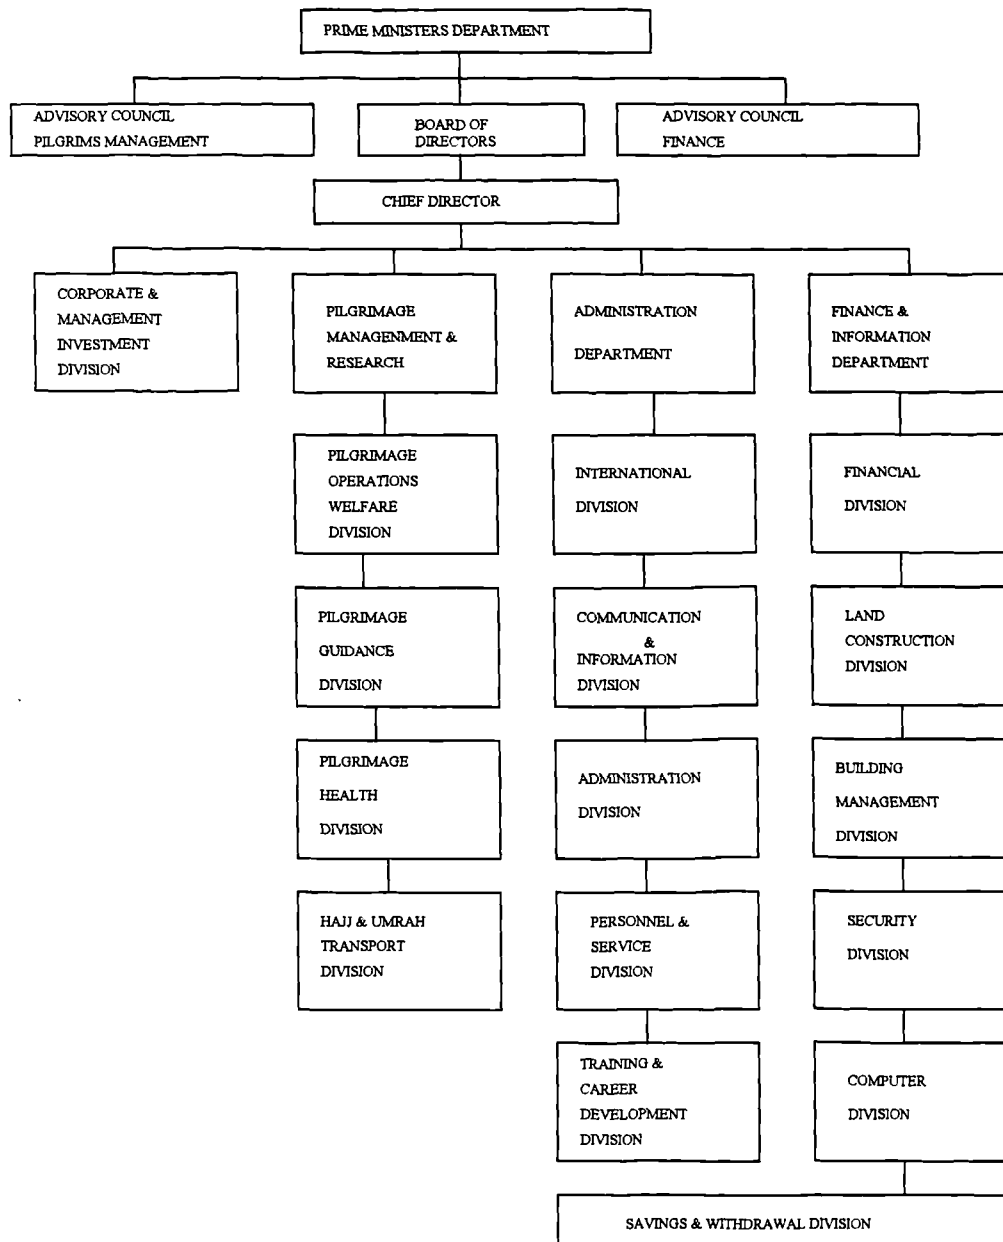 PRIME MINISTERS DEPARTMENT
ADVISORY COUNCIL
PILGRIMS MANAGEMENT
BOARD OF
DIRECTORS
ADVISORY COUNCIL
FINANCE
CHIEF DIRECTOR
CORPORATE &
MANAGEMENT
INVESTMENT
DIVISION
PILGRIMAGE
MANAGENMENT &
RESEARCH
ADMINISTRATION
DEPARTMENT
FINANCE &
INFORMATION
DEPARTMENT
PILGRIMAGE
OPERATIONS
WELFARE
DIVISION
INTERNATIONAL
DIVISION
FINANCIAL
DIVISION
PILGRIMAGE
GUIDANCE
DIVISION
COMMUNICATION
&
INFORMATION
DIVISION
LAND
CONSTRUCTION
DIVISION
PILGRIMAGE
HEALTH
DIVISION
ADMINISTRATION
DIVISION
BUILDING
MANAGEMENT
DIVISION
HAJJ & UMRAH
TRANSPORT
DIVISION
PERSONNEL &
SERVICE
DIVISION
SECURITY
DIVISION
TRAINING &
CAREER
DEVELOPMENT
DIVISION
COMPUTER
DIVISION
SAVINGS & WITHDRAWAL DIVISION